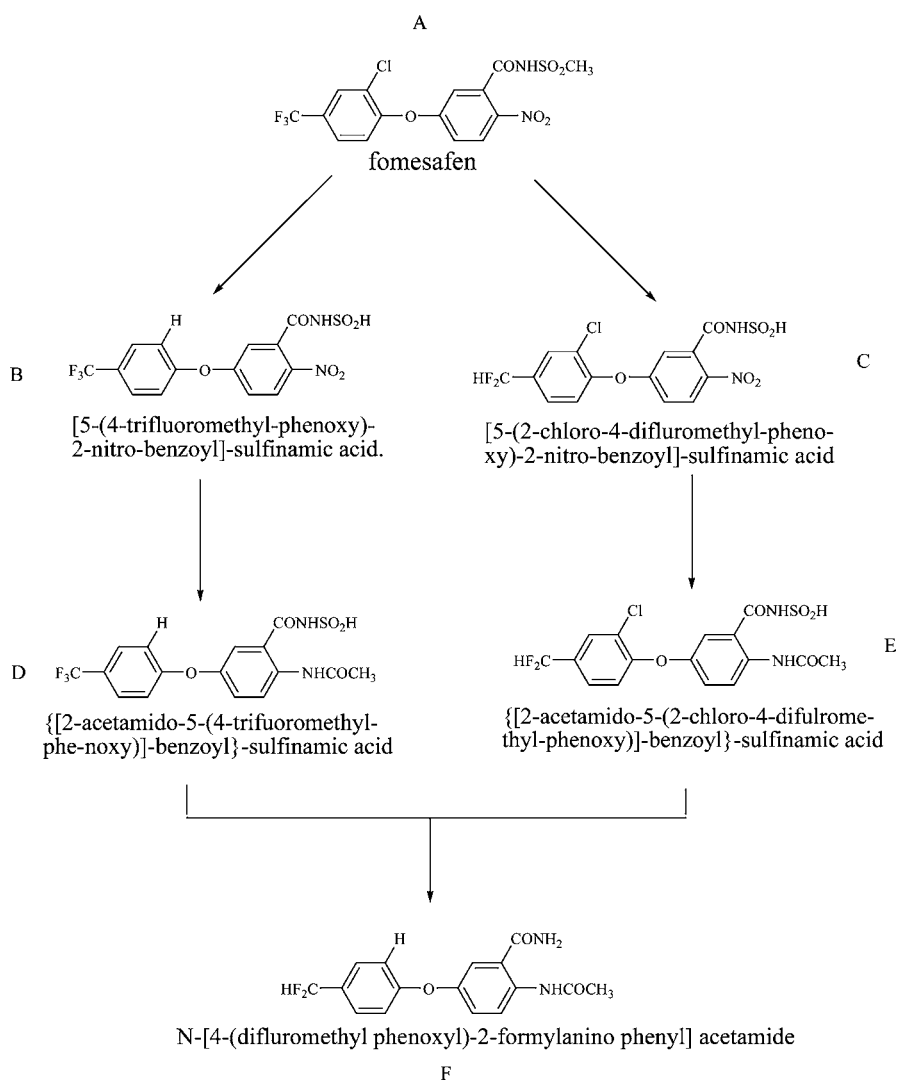 A
Cl
CONHSO2CH3
F3C
O
NO2
fomesafen
B
H
CONHSO2H
F3C
O
NO2
[5-(4-trifluoromethyl-phenoxy)-
2-nitro-benzoyl]-sulfinamic acid.
Cl
CONHSO2H
C
HF2C
O
NO2
[5-(2-chloro-4-difluromethyl-pheno-
xy)-2-nitro-benzoyl]-sulfinamic acid
D
H
CONHSO2H
F3C
O
NHCOCH3
{[2-acetamido-5-(4-trifuoromethyl-
phe-noxy)]-benzoyl}-sulfinamic acid
Cl
CONHSO2H
E
HF2C
O
NHCOCH3
{[2-acetamido-5-(2-chloro-4-difulrome-
thyl-phenoxy)]-benzoyl}-sulfinamic acid
H
CONH2
HF2C
O
NHCOCH3
N-[4-(difluromethyl phenoxyl)-2-formylanino phenyl] acetamide
F